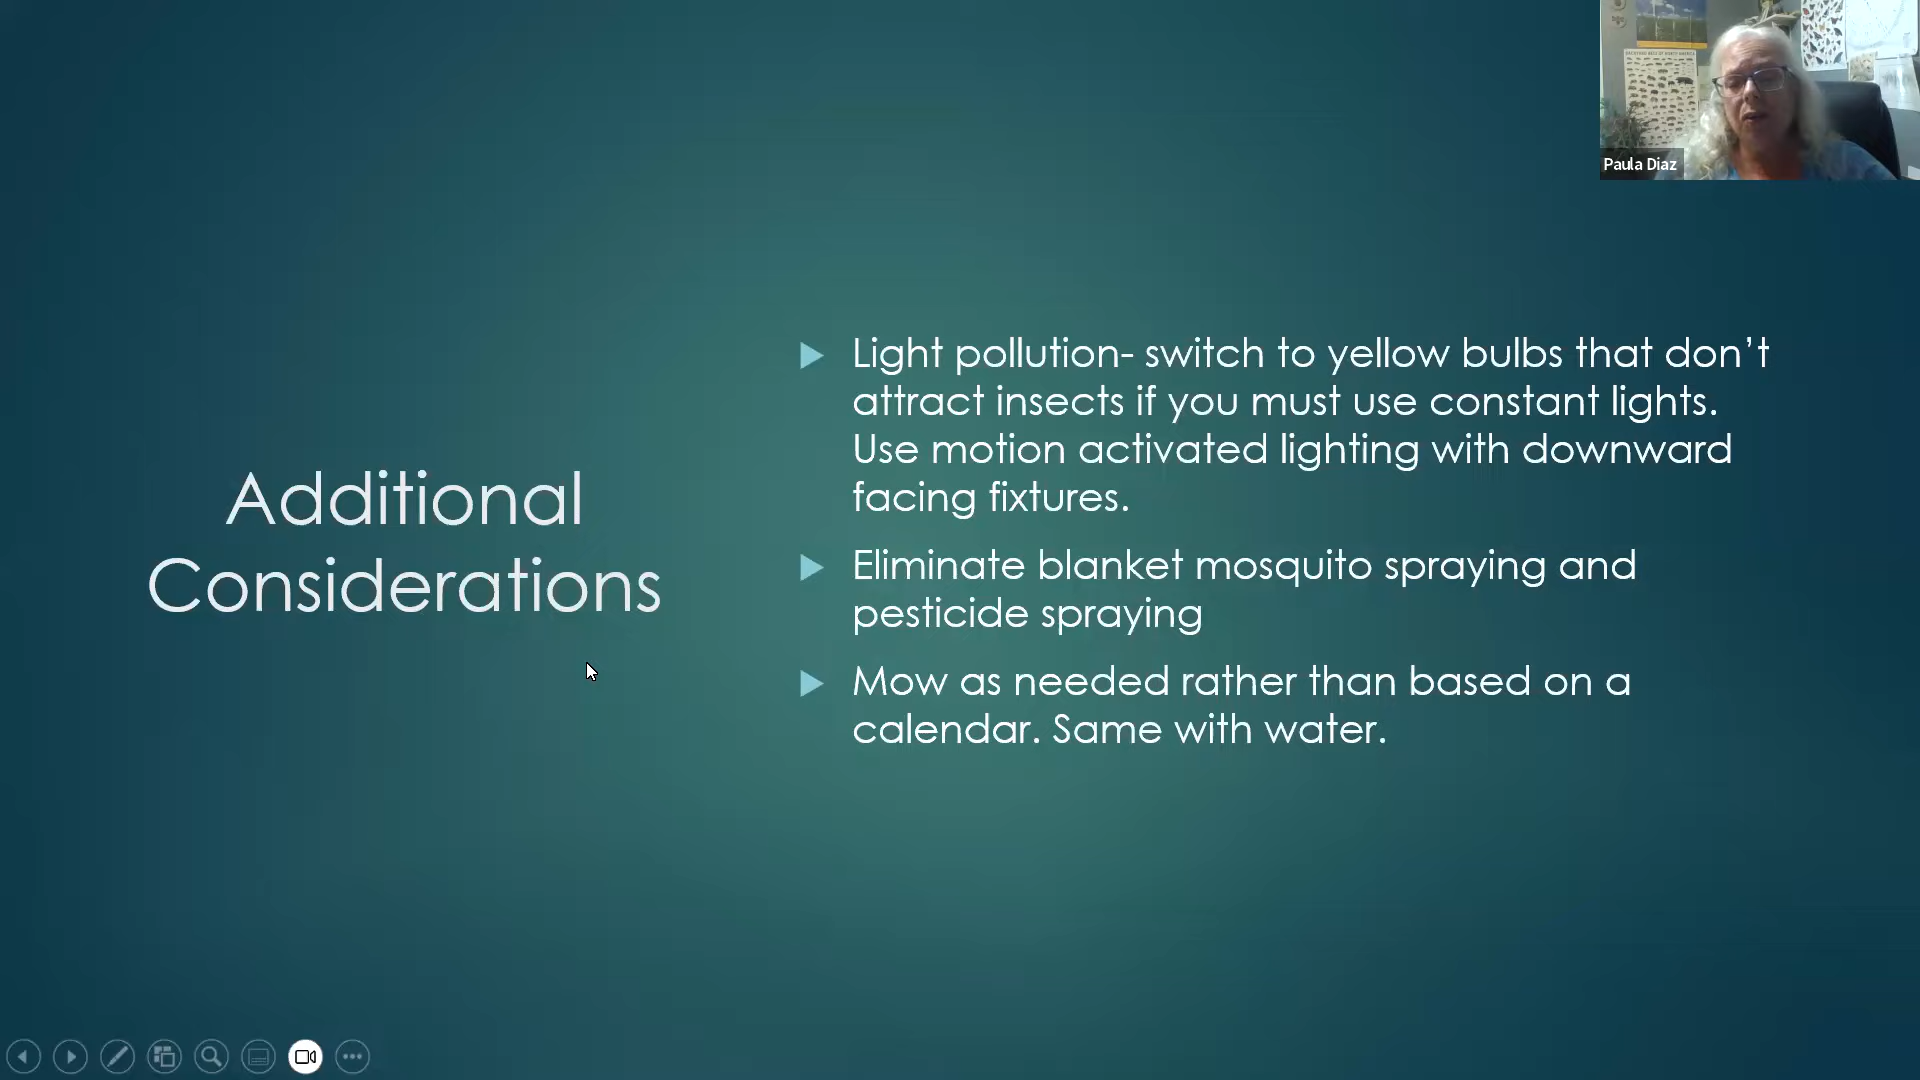 Paula Diaz
Additional
Considerations
Light pollution- switch to yellow bulbs that don’t
attract insects if you must use constant lights.
Use motion activated lighting with downward
facing fixtures.
Eliminate blanket mosquito spraying and
pesticide spraying
Mow as needed rather than based on a
calendar. Same with water.